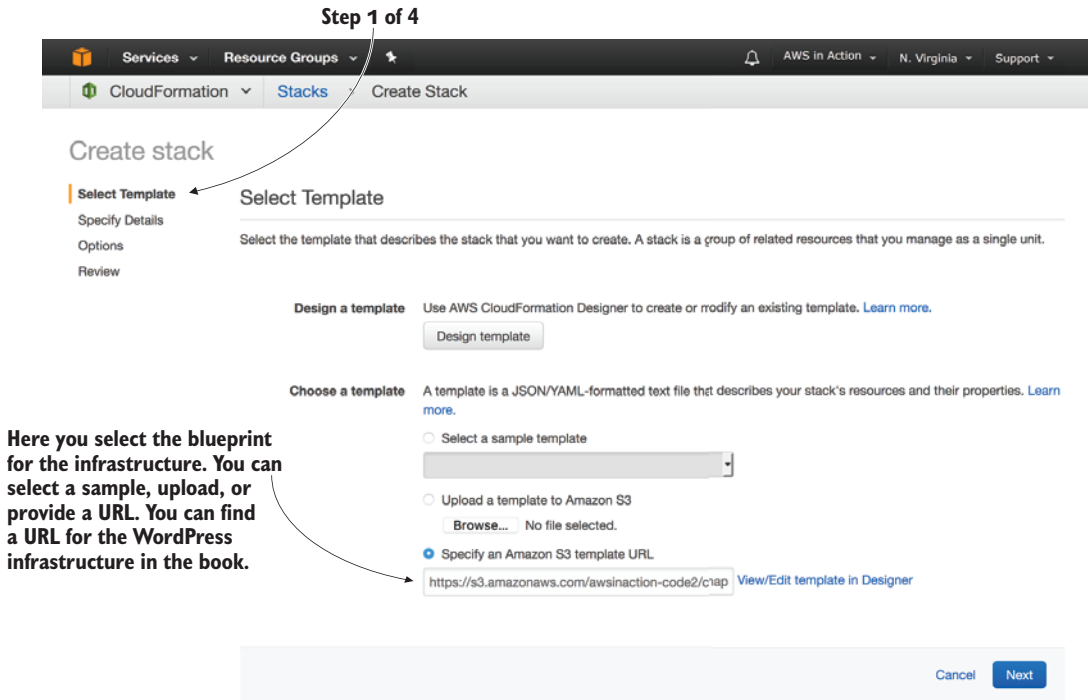 Step 1 of 4
Services Resource Groups AWS in Action N. Virginia Support
CloudFormation Stacks Create Stack
Create stack
Select Template
Specify Details
Options
Review
Select Template
Select the template that describes the stack that you want to create. A stack is a group of related resources that you manage as a single unit.
Design a template Use AWS CloudFormation Designer to create or modify an existing template. Learn more.
Design template
Choose a template A template is a JSON/YAML-formatted text file that describes your stack's resources and their properties. Learn
more.
Select a sample template
Upload a template to Amazon S3
Browse... No file selected.
Specify an Amazon S3 template URL
https://s3.amazonaws.com/awsinaction-code2/chap View/Edit template in Designer
Here you select the blueprint
for the infrastructure. You can
select a sample, upload, or
provide a URL. You can find
a URL for the WordPress
infrastructure in the book.
Cancel Next